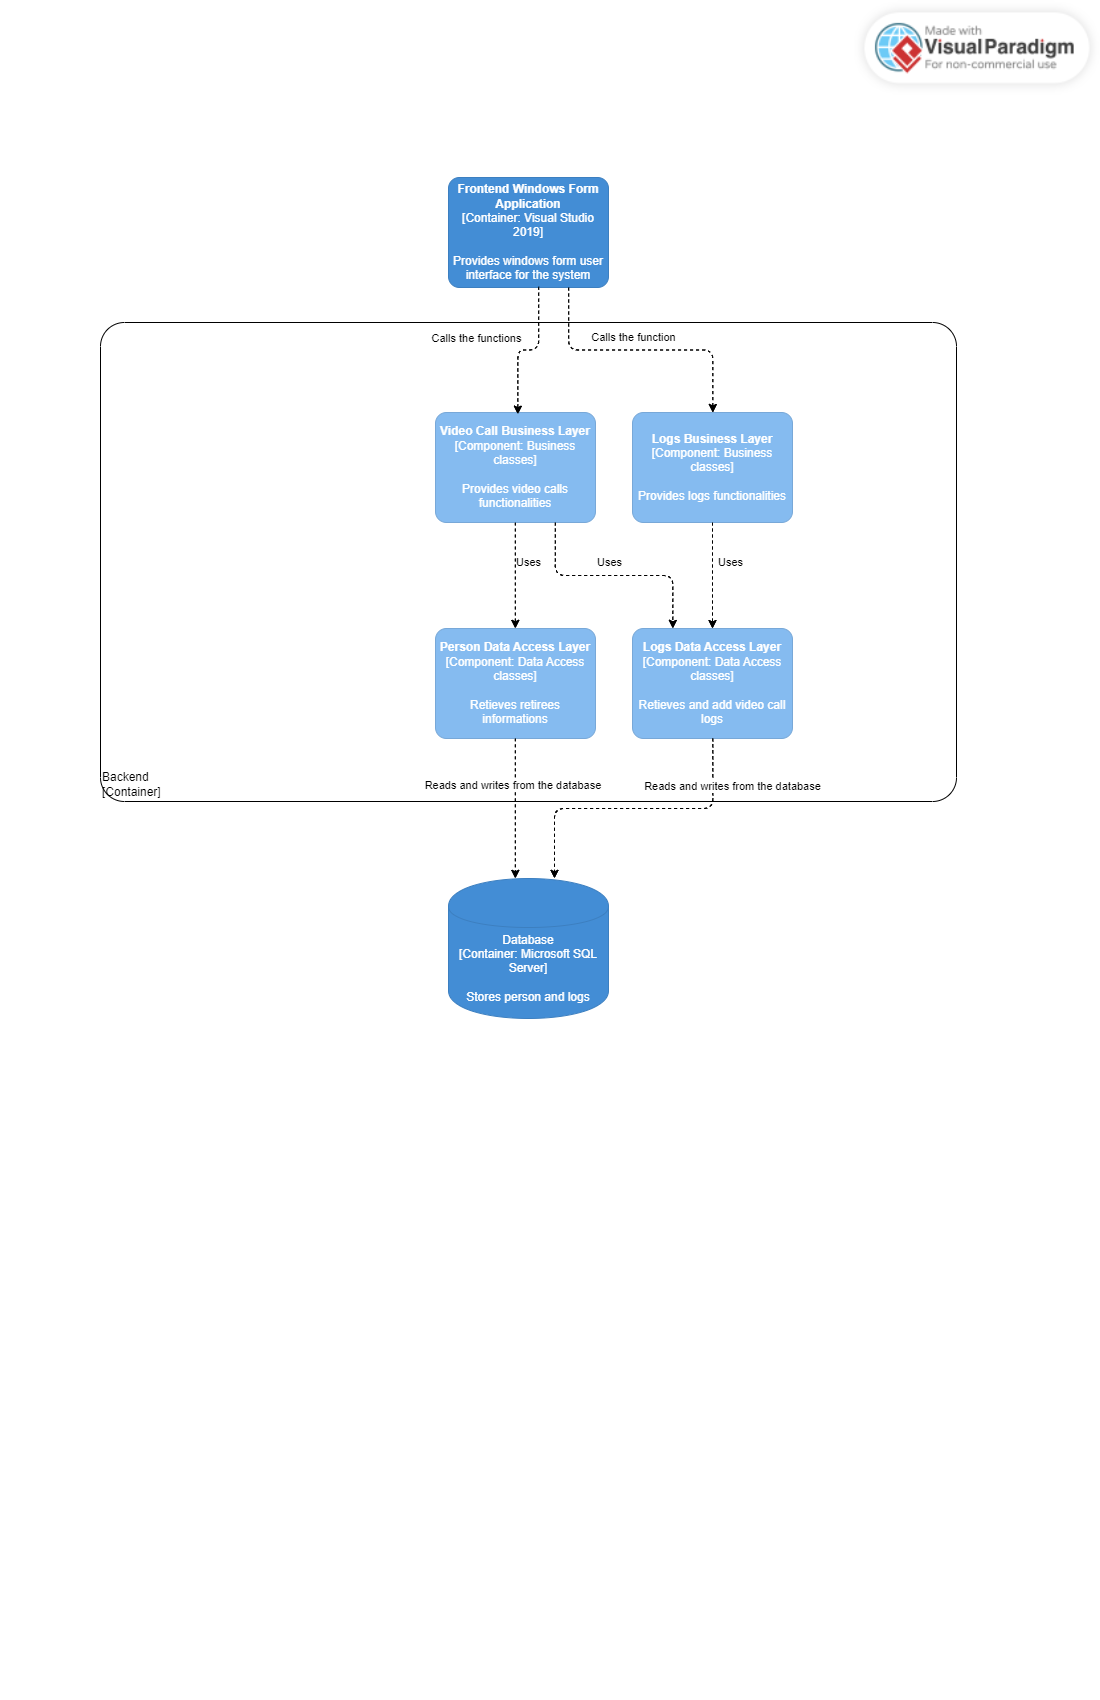 Made with
Visual Paradigm
For non-commercial use
Frontend Windows Form
Application
[Container: Visual Studio
2019]
Provides windows form user
interface for the system
Calls the functions
Calls the function
Video Call Business Layer
[Component: Business
classes]
Provides video calls
functionalities
Logs Business Layer
[Component: Business
classes]
Provides logs functionalities
Uses
Uses
Uses
Person Data Access Layer
[Component: Data Access
classes]
Retieves retirees
informations
Logs Data Access Layer
[Component: Data Access
classes]
Retieves and add video call
logs
Backend
[Container]
Reads and writes from the database
Reads and writes from the database
Database
[Container: Microsoft SQL
Server]
Stores person and logs